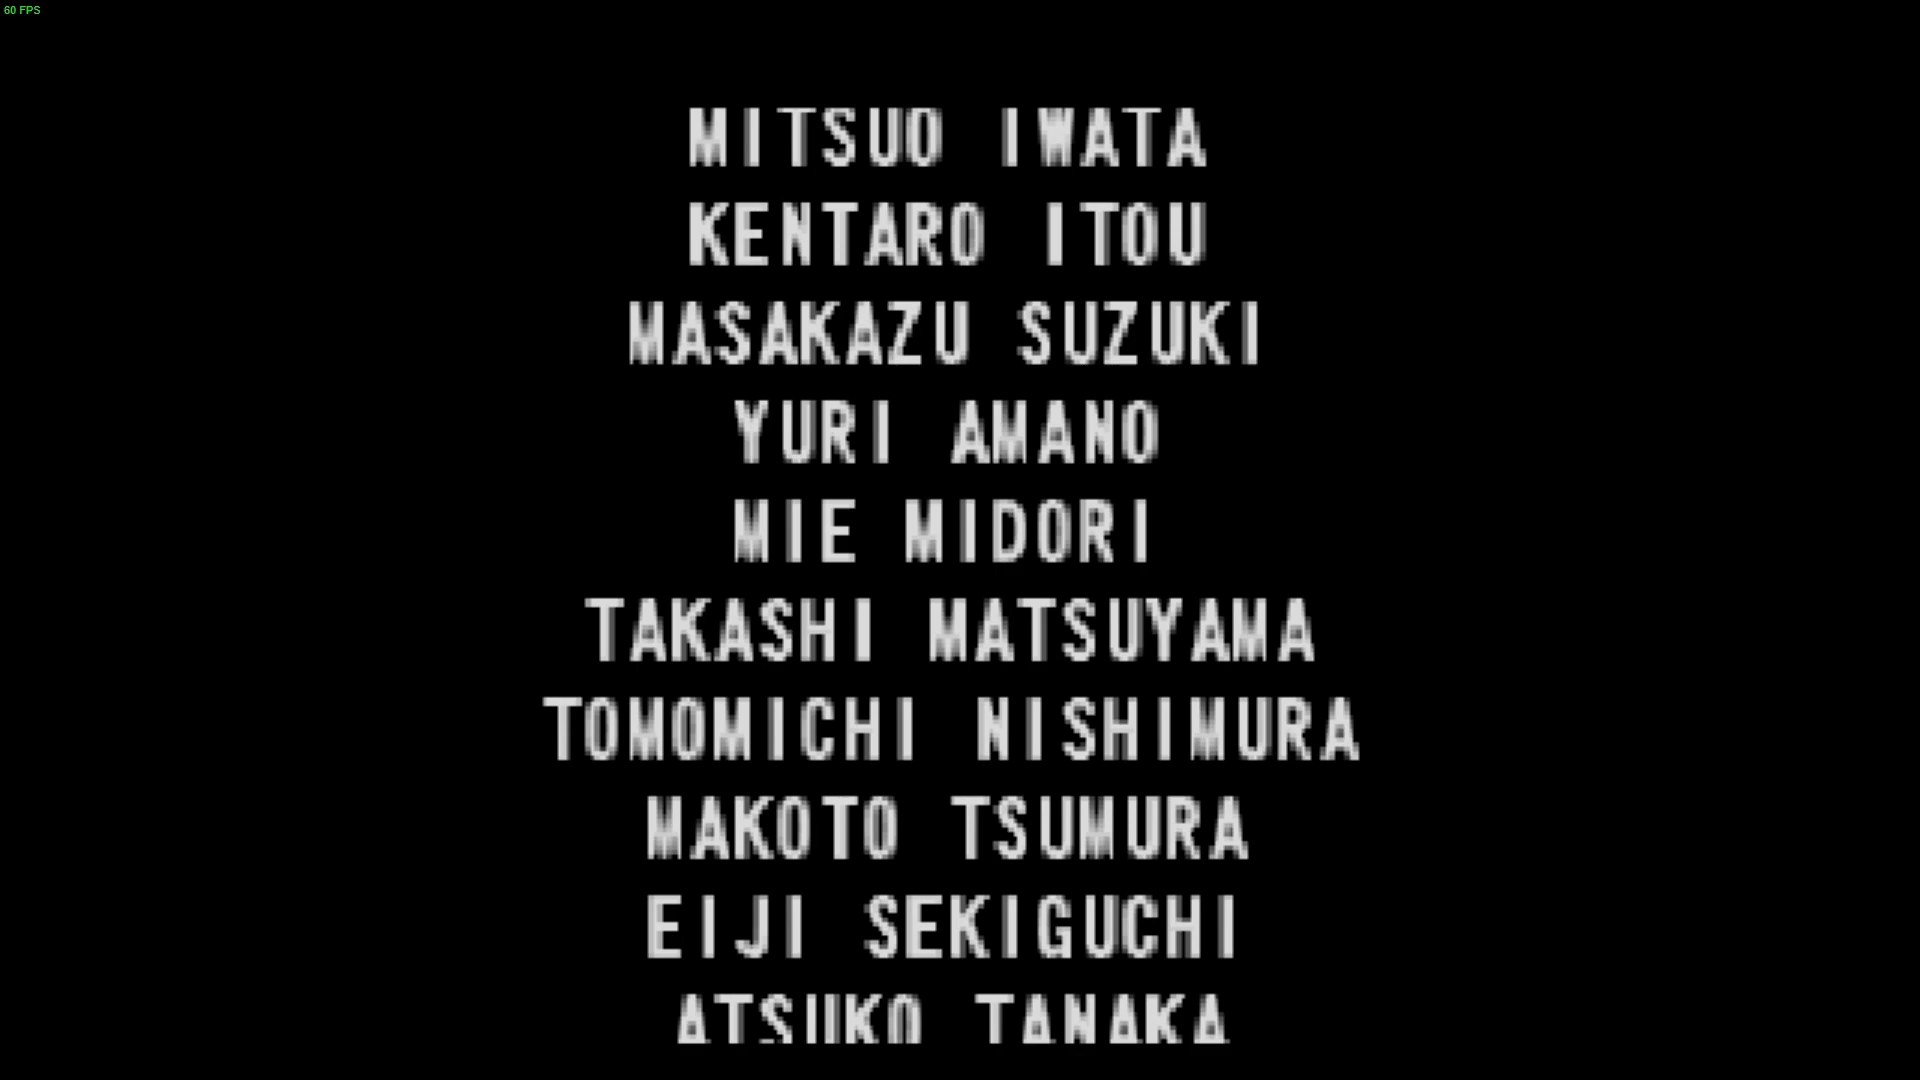 60 FPS
MITSUO IWATA
KENTARO ITOU
MASAKAZU SUZUKI
YURI AMANO
MIE MIDORI
TAKASHI MATSUYAMA
TOMOMICHI NISHIMURA
MAKOTO TSUMURA
EIJI SEKIGUCHI
ATSUKO TANAKA